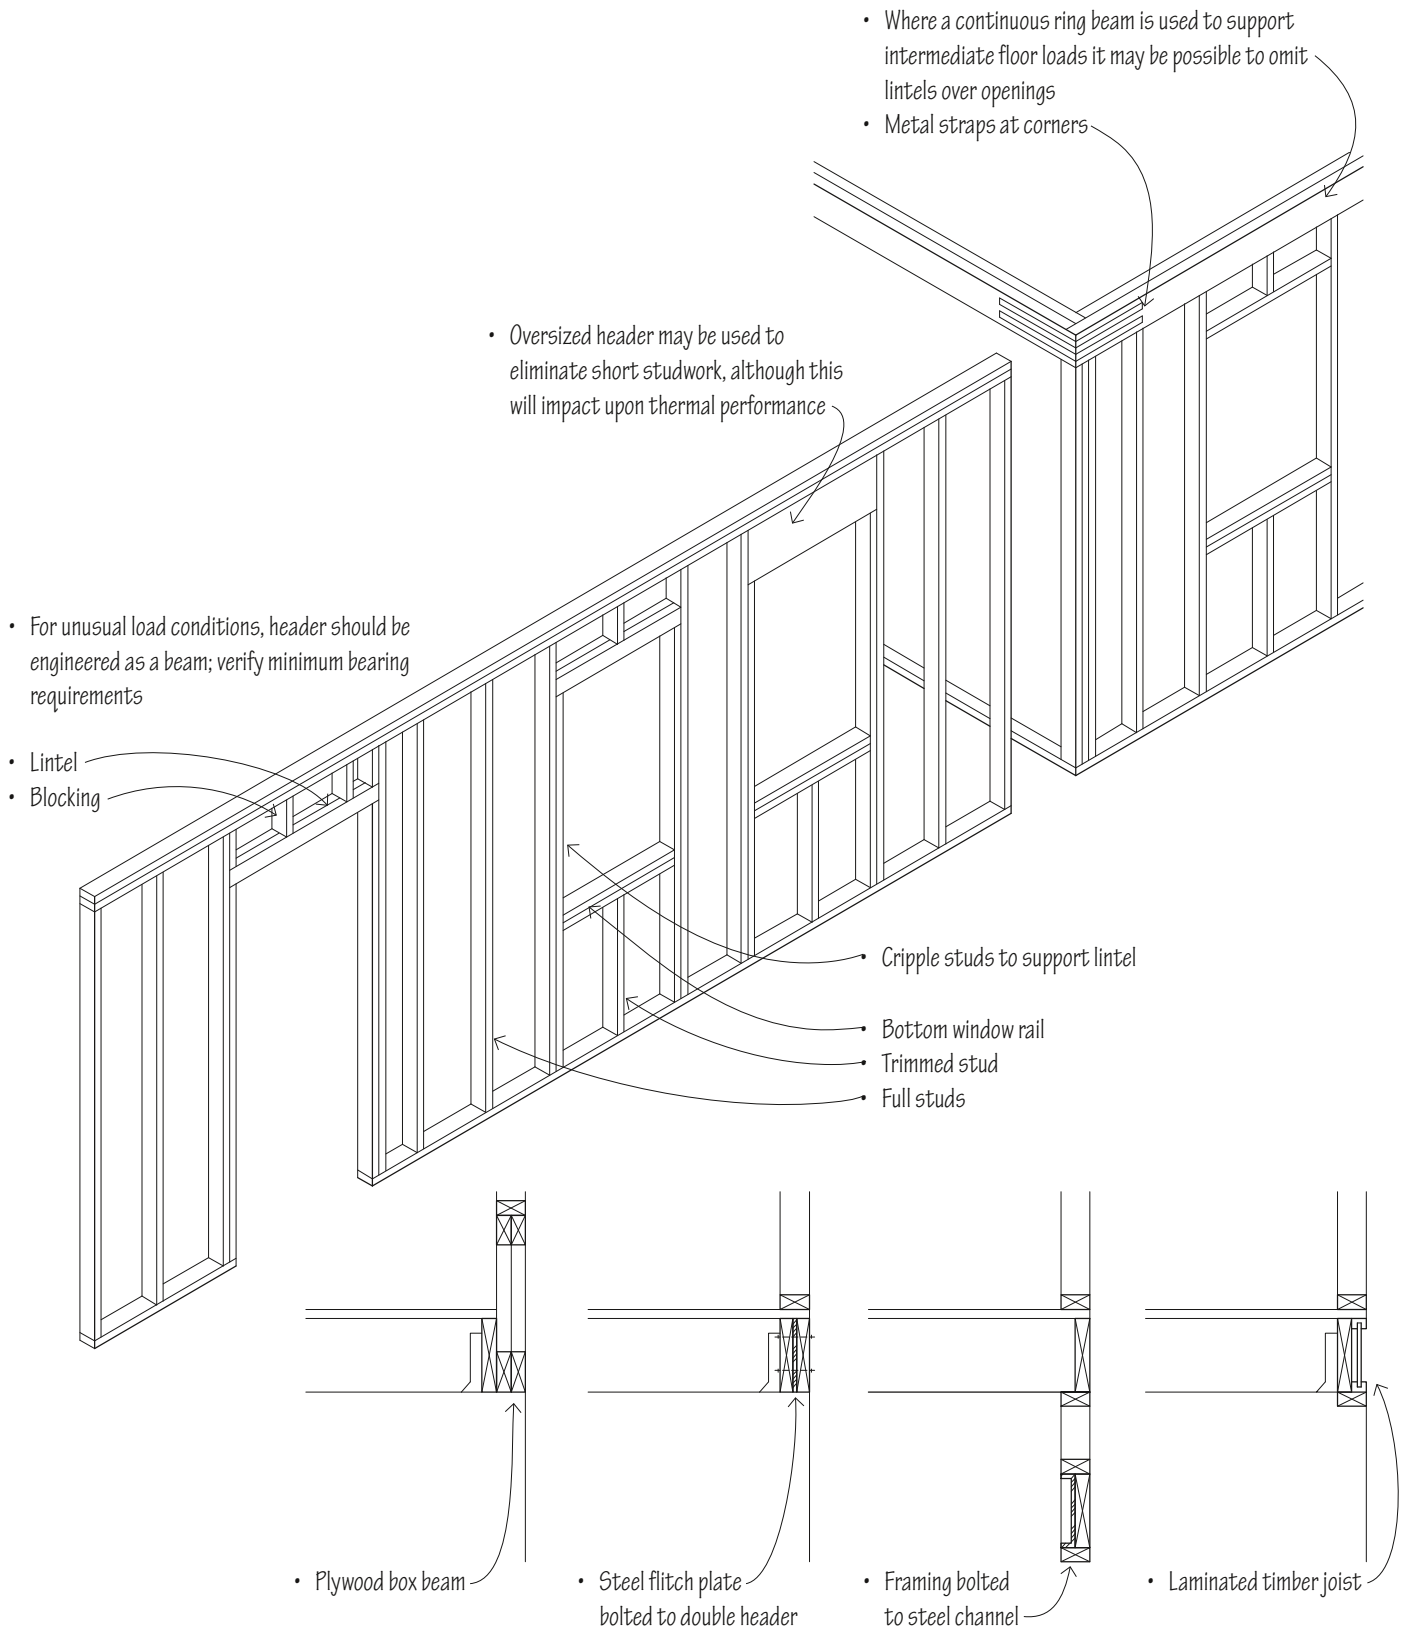 • Where a continuous ring beam is used to support
intermediate floor loads it may be possible to omit
lintels over openings
• Metal straps at corners
• Oversized header may be used to
eliminate short studwork, although this
will impact upon thermal performance
• For unusual load conditions, header should be
engineered as a beam; verify minimum bearing
requirements
• Lintel
• Blocking
• Cripple studs to support lintel
• Bottom window rail
• Trimmed stud
• Full studs
• Plywood box beam
• Steel flitch plate
bolted to double header
• Framing bolted
to steel channel
• Laminated timber joist